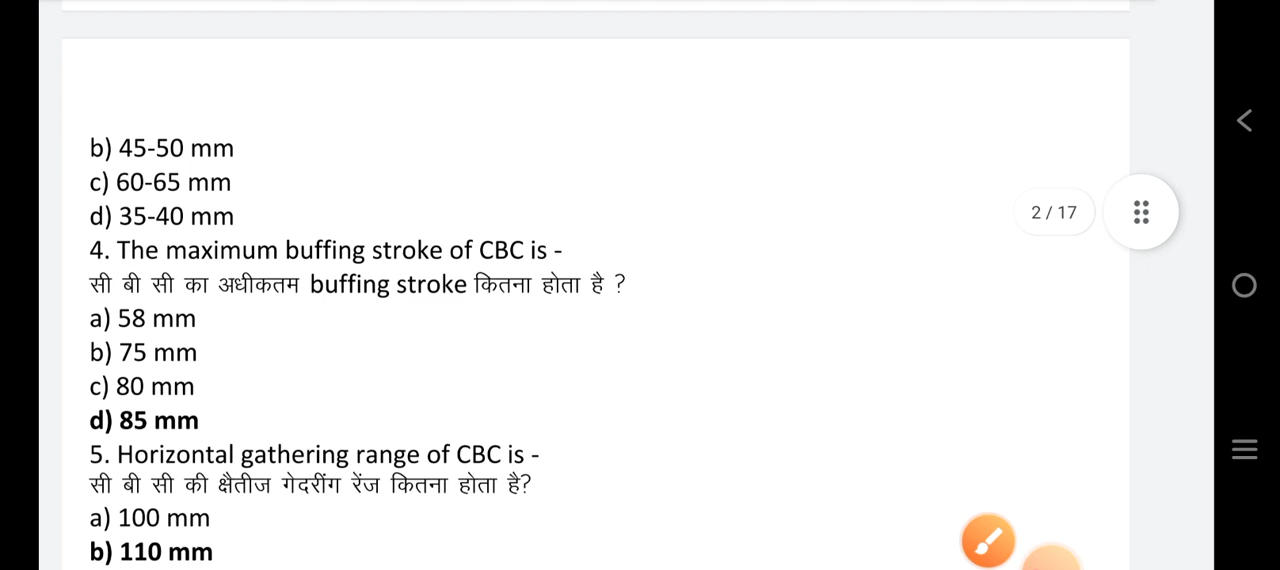 b) 45-50 mm
c) 60-65 mm
d) 35-40 mm
4. The maximum buffing stroke of CBC is -
सी बी सी का अधीकतम buffing stroke कितना होता है ?
a) 58 mm
b) 75 mm
c) 80 mm
d) 85 mm
5. Horizontal gathering range of CBC is -
सी बी सी की क्षैतीज गेदरींग रेंज कितना होता है?
a) 100 mm
b) 110 mm
2 / 17